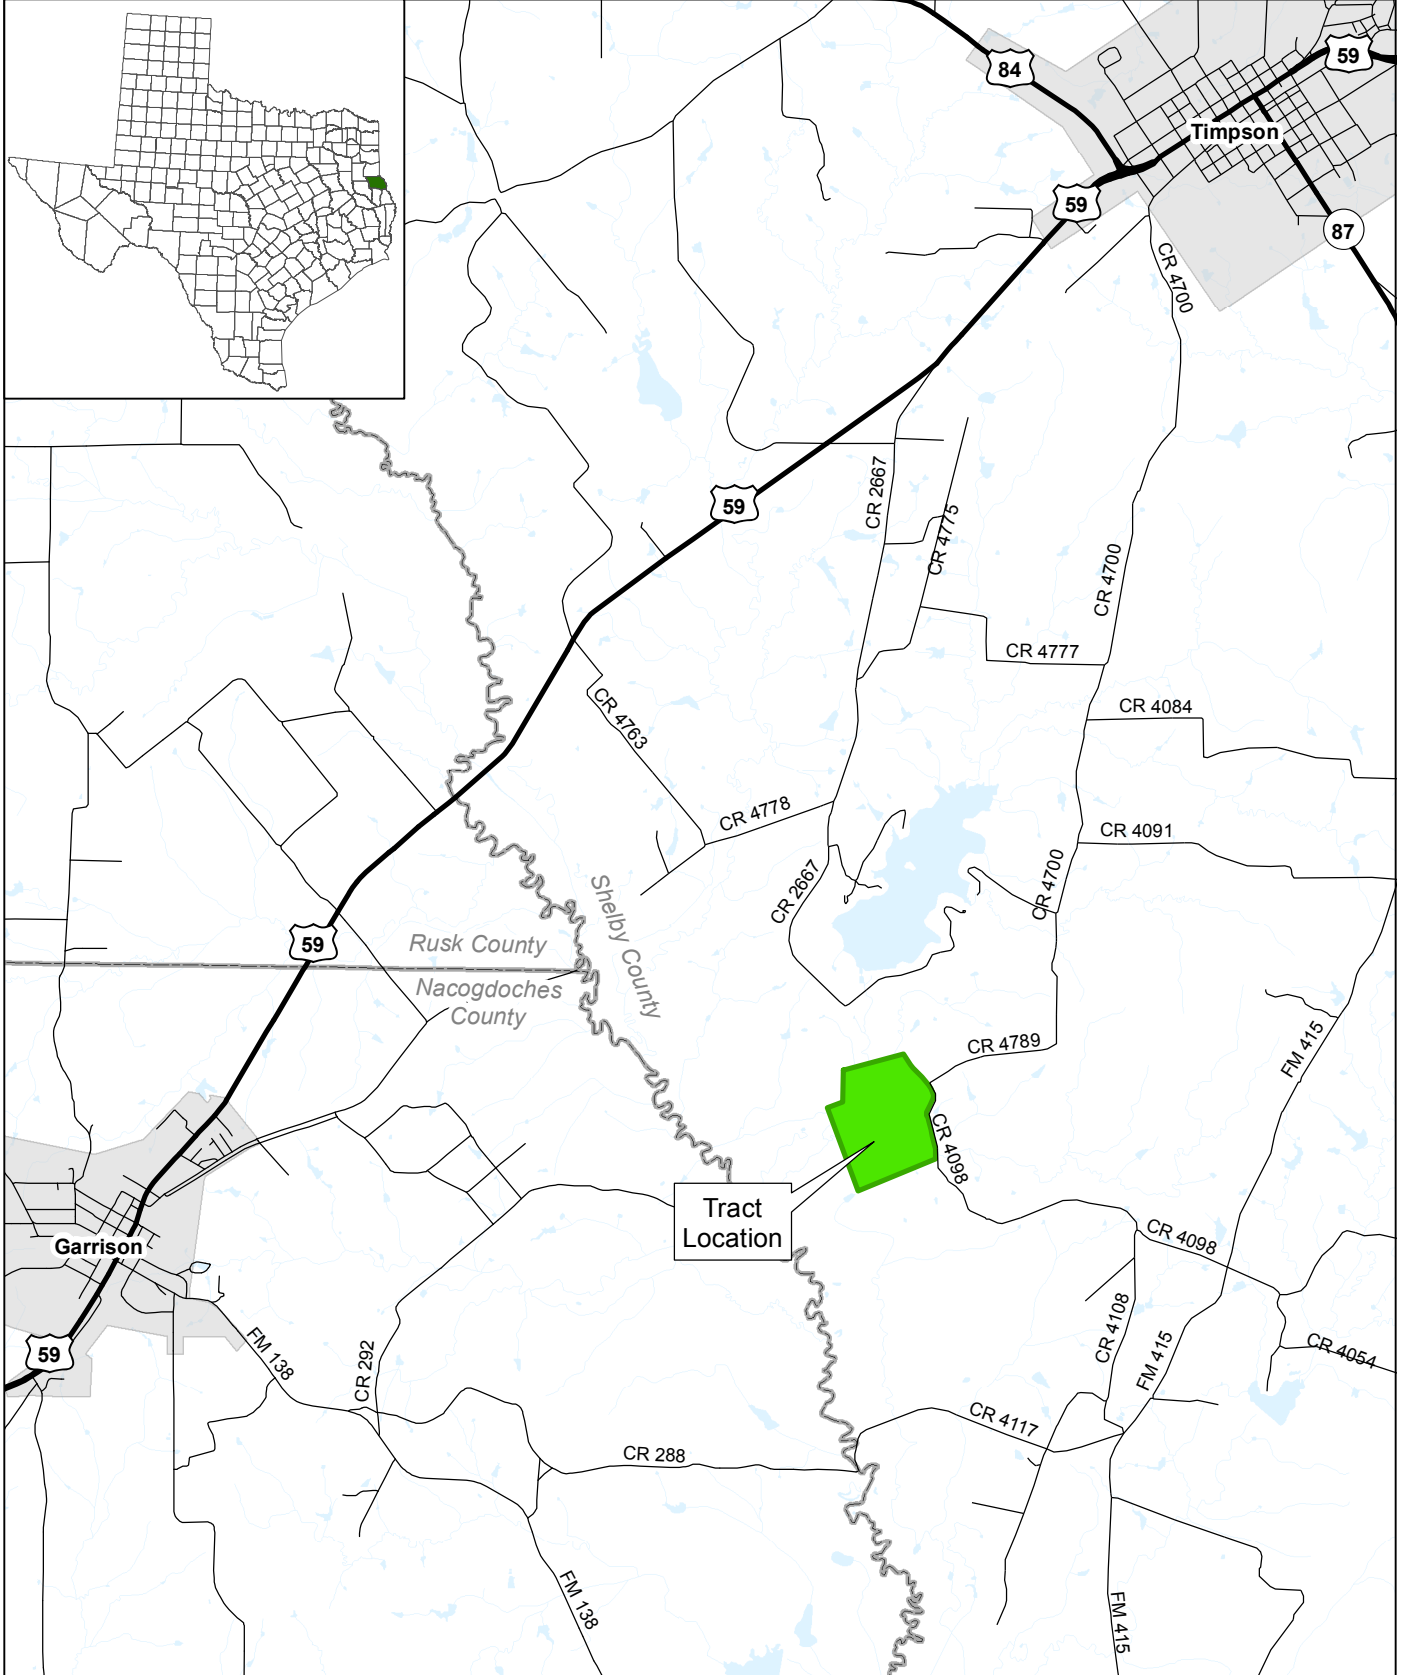 84
59
Timpson
59
87
CR 4700
CR 2667
59
CR 4775
CR 4700
CR 4777
CR 4763
CR 4084
CR 4778
CR 4091
CR 2667
CR 4700
Shelby County
59
Rusk County
Nacogdoches
County
CR 4789
FM 415
CR 4098
Tract
Location
CR 4098
Garrison
59
FM 138
CR 292
CR 4108
FM 415
CR 4054
CR 4117
CR 288
FM 138
FM 415